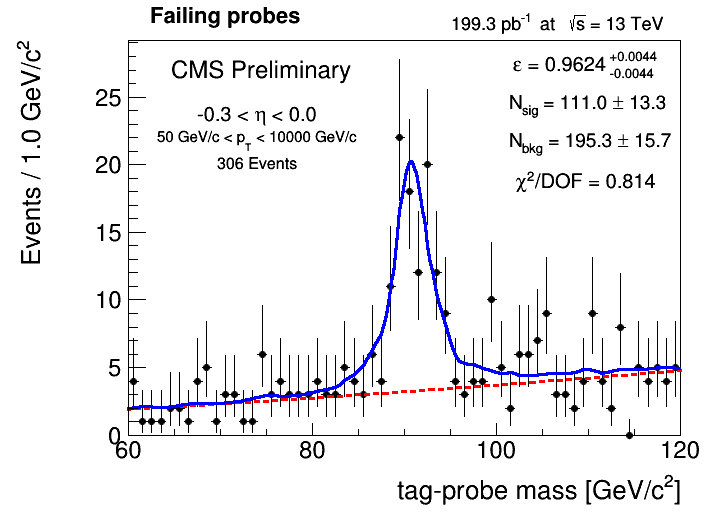 Failing probes
199.3 pb⁻¹ at √s = 13 TeV
CMS Preliminary
-0.3 < η < 0.0
50 GeV/c < p_T < 10000 GeV/c
306 Events
ε = 0.9624 +0.0044 -0.0044
N_sig = 111.0 ± 13.3
N_bkg = 195.3 ± 15.7
χ²/DOF = 0.814
Events / 1.0 GeV/c²
25
20
15
10
5
0
60 80 100 120
tag-probe mass [GeV/c²]